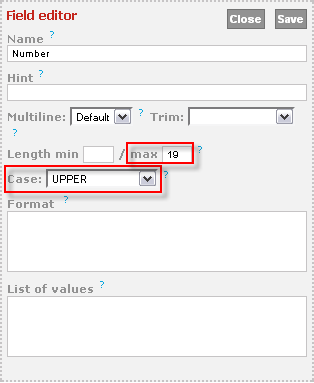 Field editor Close Save
Name ?
Number
Hint ?
Multiline: Default ? Trim: ?
?
Length min / max 19 ?
Case: UPPER ?
Format ?
List of values ?